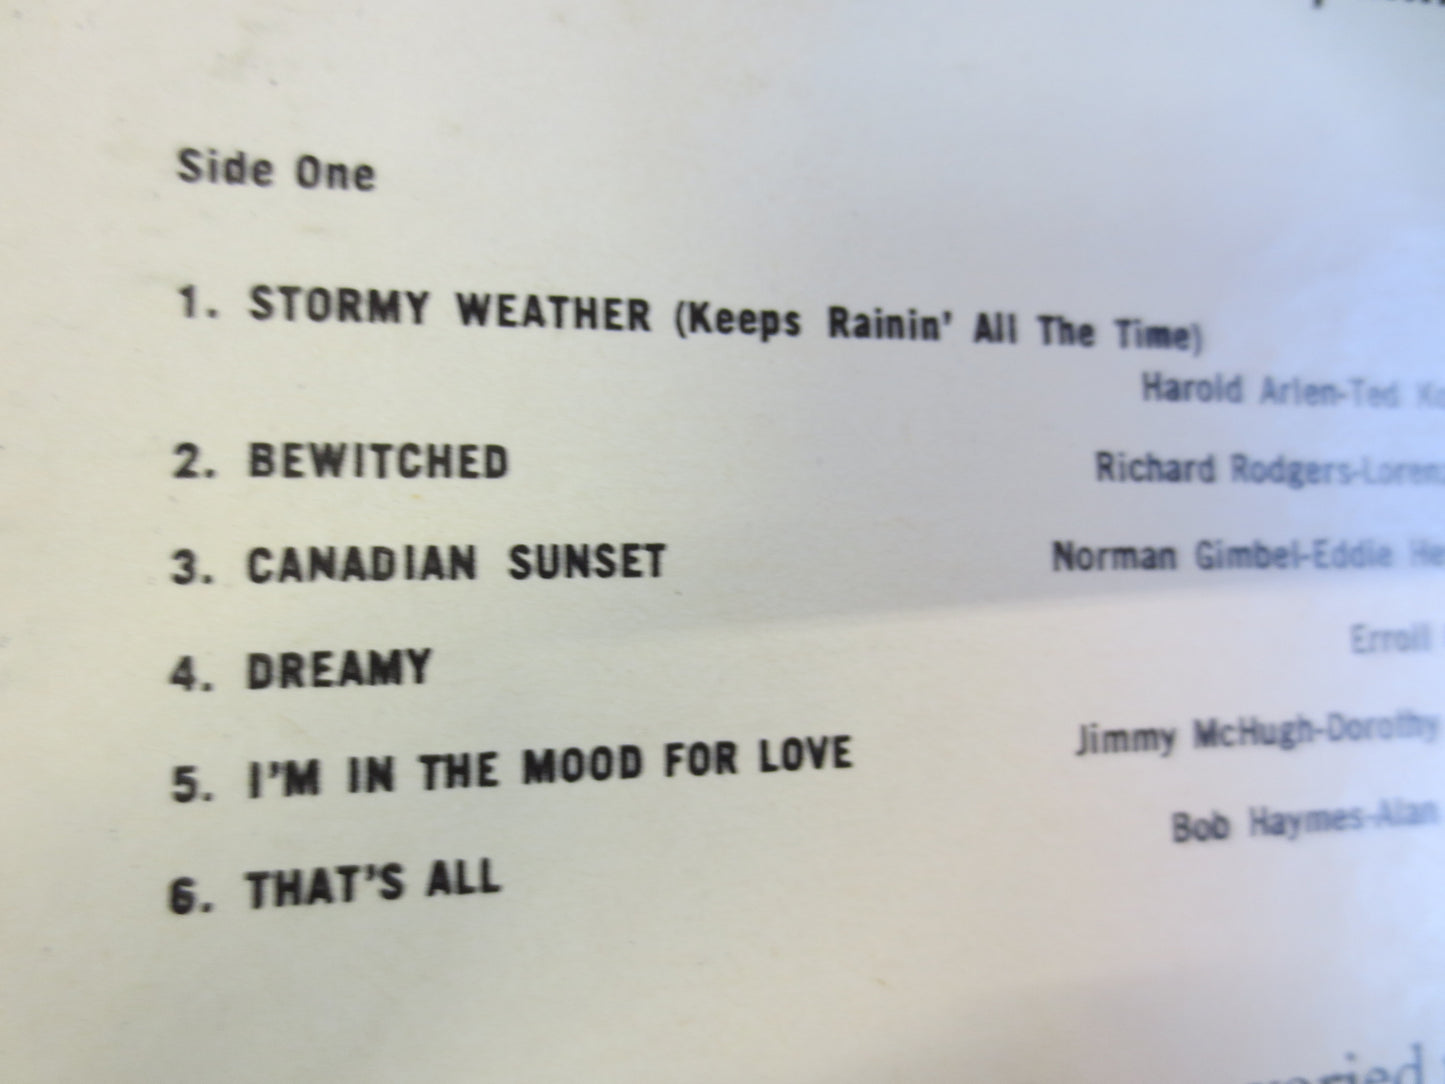 Side One
1. STORMY WEATHER (Keeps Rainin' All The Time)
Harold Arlen-Ted
2. BEWITCHED Richard Rodgers-Loren
3. CANADIAN SUNSET Norman Gimbel-Eddie He
4. DREAMY Erroll
5. I'M IN THE MOOD FOR LOVE Jimmy McHugh-Dorothy
6. THAT'S ALL Bob Haymes-Alan